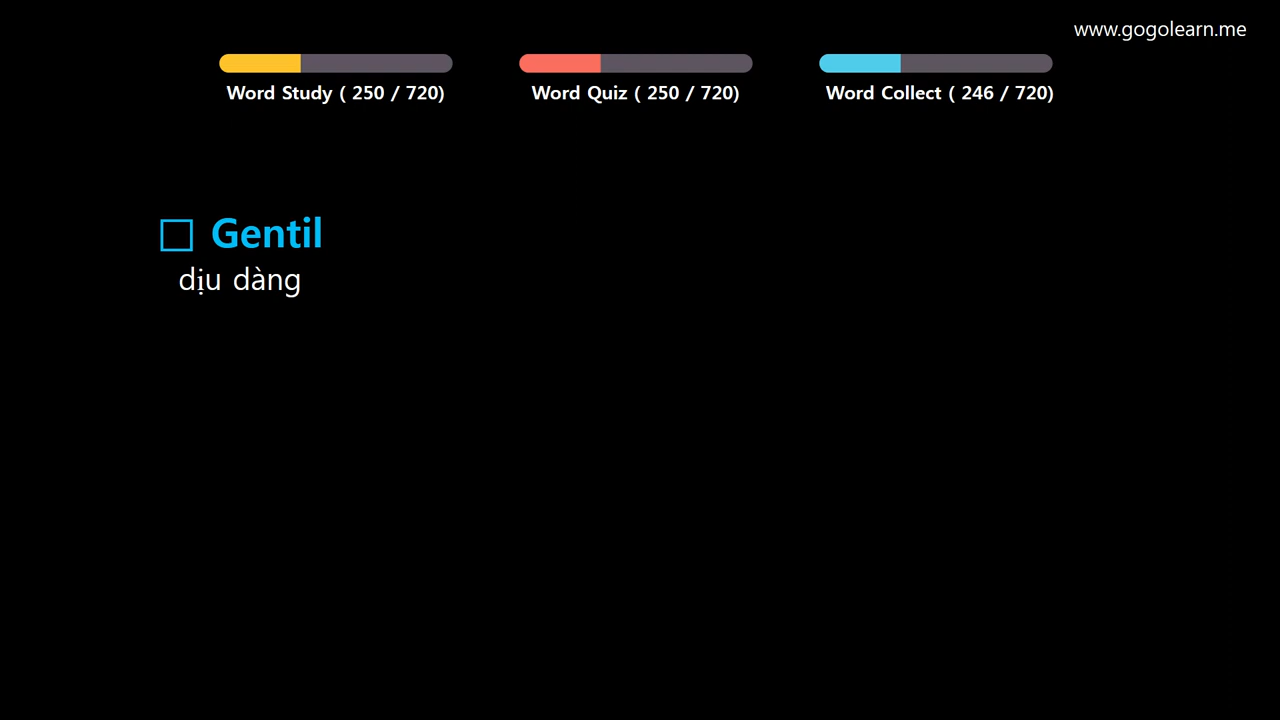 www.gogolearn.me
Word Study ( 250 / 720)
Word Quiz ( 250 / 720)
Word Collect ( 246 / 720)
Gentil
dịu dàng